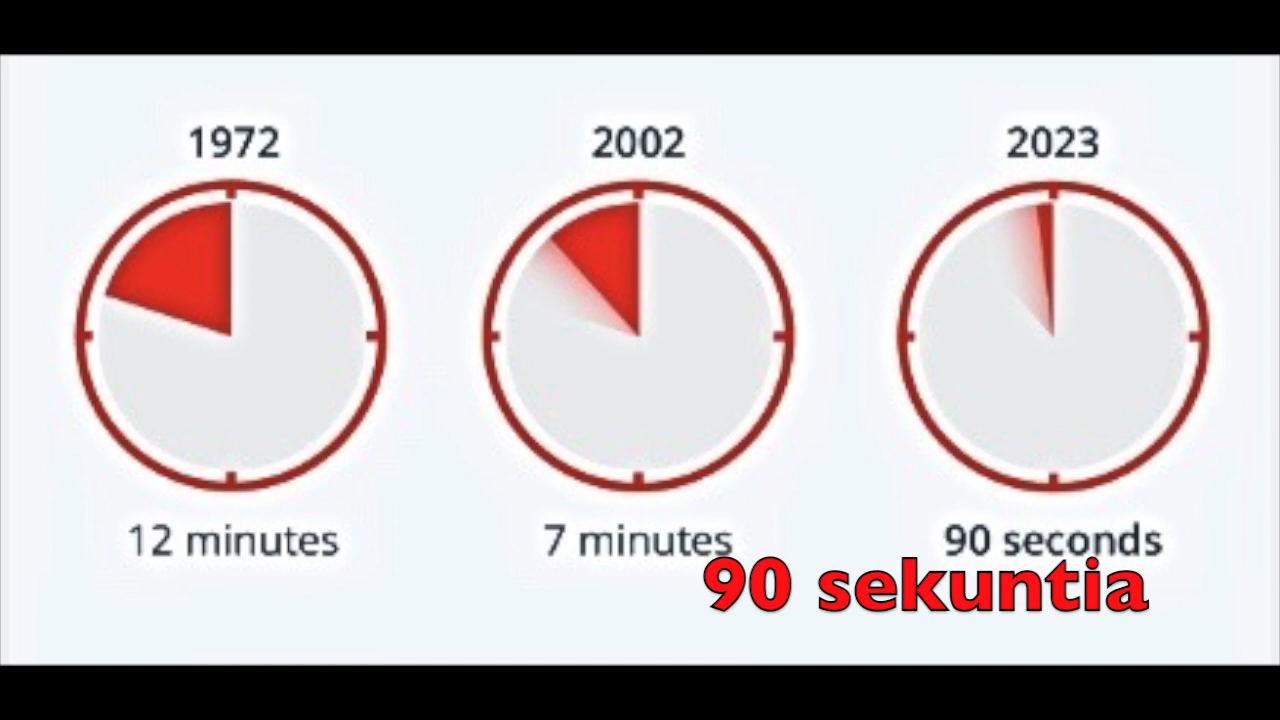 1972 2002 2023
12 minutes 7 minutes 90 seconds
90 sekuntia